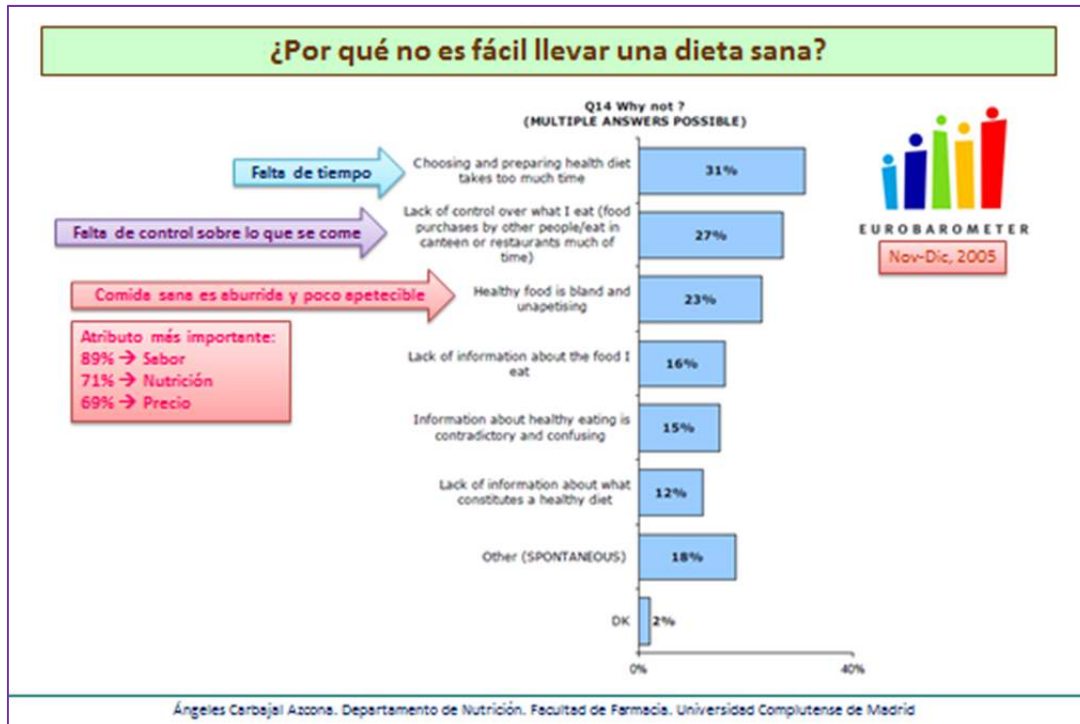 ¿Por qué no es fácil llevar una dieta sana?
Q14 Why not ?
(MULTIPLE ANSWERS POSSIBLE)
Falta de tiempo
Choosing and preparing health diet
takes too much time
31%
Falta de control sobre lo que se come
Lack of control over what I eat (food
purchases by other people/eat in
canteen or restaurants much of
time)
27%
EUROBAROMETER
Nov-Dic, 2005
Comida sana es aburrida y poco apetecible
Healthy food is bland and
unapetising
23%
Atributo más importante:
89% → Sabor
71% → Nutrición
69% → Precio
Lack of information about the food I
eat
16%
Information about healthy eating is
contradictory and confusing
15%
Lack of information about what
constitutes a healthy diet
12%
Other (SPONTANEOUS)
18%
DK
2%
0%
40%
Ángeles Carbajal Azcona. Departamento de Nutrición. Facultad de Farmacia. Universidad Complutense de Madrid